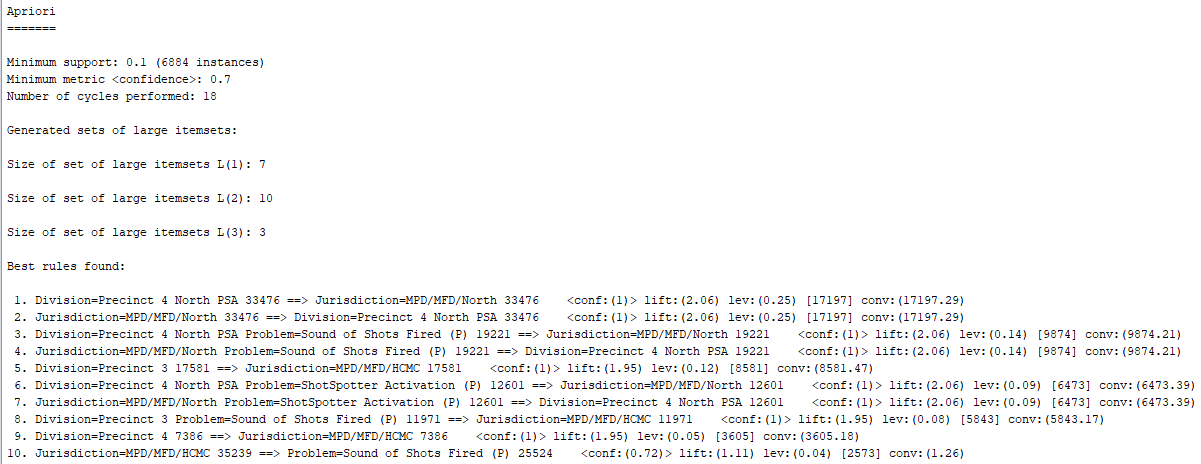 Apriori
=======
Minimum support: 0.1 (6884 instances)
Minimum metric <confidence>: 0.7
Number of cycles performed: 18
Generated sets of large itemsets:
Size of set of large itemsets L(1): 7
Size of set of large itemsets L(2): 10
Size of set of large itemsets L(3): 3
Best rules found:
1. Division=Precinct 4 North PSA 33476 ==> Jurisdiction=MPD/MFD/North 33476    <conf:(1)> lift:(2.06) lev:(0.25) [17197] conv:(17197.29)
2. Jurisdiction=MPD/MFD/North 33476 ==> Division=Precinct 4 North PSA 33476    <conf:(1)> lift:(2.06) lev:(0.25) [17197] conv:(17197.29)
3. Division=Precinct 4 North PSA Problem=Sound of Shots Fired (P) 19221 ==> Jurisdiction=MPD/MFD/North 19221    <conf:(1)> lift:(2.06) lev:(0.14) [9874] conv:(9874.21)
4. Jurisdiction=MPD/MFD/North Problem=Sound of Shots Fired (P) 19221 ==> Division=Precinct 4 North PSA 19221    <conf:(1)> lift:(2.06) lev:(0.14) [9874] conv:(9874.21)
5. Division=Precinct 3 17581 ==> Jurisdiction=MPD/MFD/HCMC 17581    <conf:(1)> lift:(1.95) lev:(0.12) [8581] conv:(8581.47)
6. Division=Precinct 4 North PSA Problem=ShotSpotter Activation (P) 12601 ==> Jurisdiction=MPD/MFD/North 12601    <conf:(1)> lift:(2.06) lev:(0.09) [6473] conv:(6473.39)
7. Jurisdiction=MPD/MFD/North Problem=ShotSpotter Activation (P) 12601 ==> Division=Precinct 4 North PSA 12601    <conf:(1)> lift:(2.06) lev:(0.09) [6473] conv:(6473.39)
8. Division=Precinct 3 Problem=Sound of Shots Fired (P) 11971 ==> Jurisdiction=MPD/MFD/HCMC 11971    <conf:(1)> lift:(1.95) lev:(0.08) [5843] conv:(5843.17)
9. Division=Precinct 4 7386 ==> Jurisdiction=MPD/MFD/HCMC 7386    <conf:(1)> lift:(1.95) lev:(0.05) [3605] conv:(3605.18)
10. Jurisdiction=MPD/MFD/HCMC 35239 ==> Problem=Sound of Shots Fired (P) 25524    <conf:(0.72)> lift:(1.11) lev:(0.04) [2573] conv:(1.26)